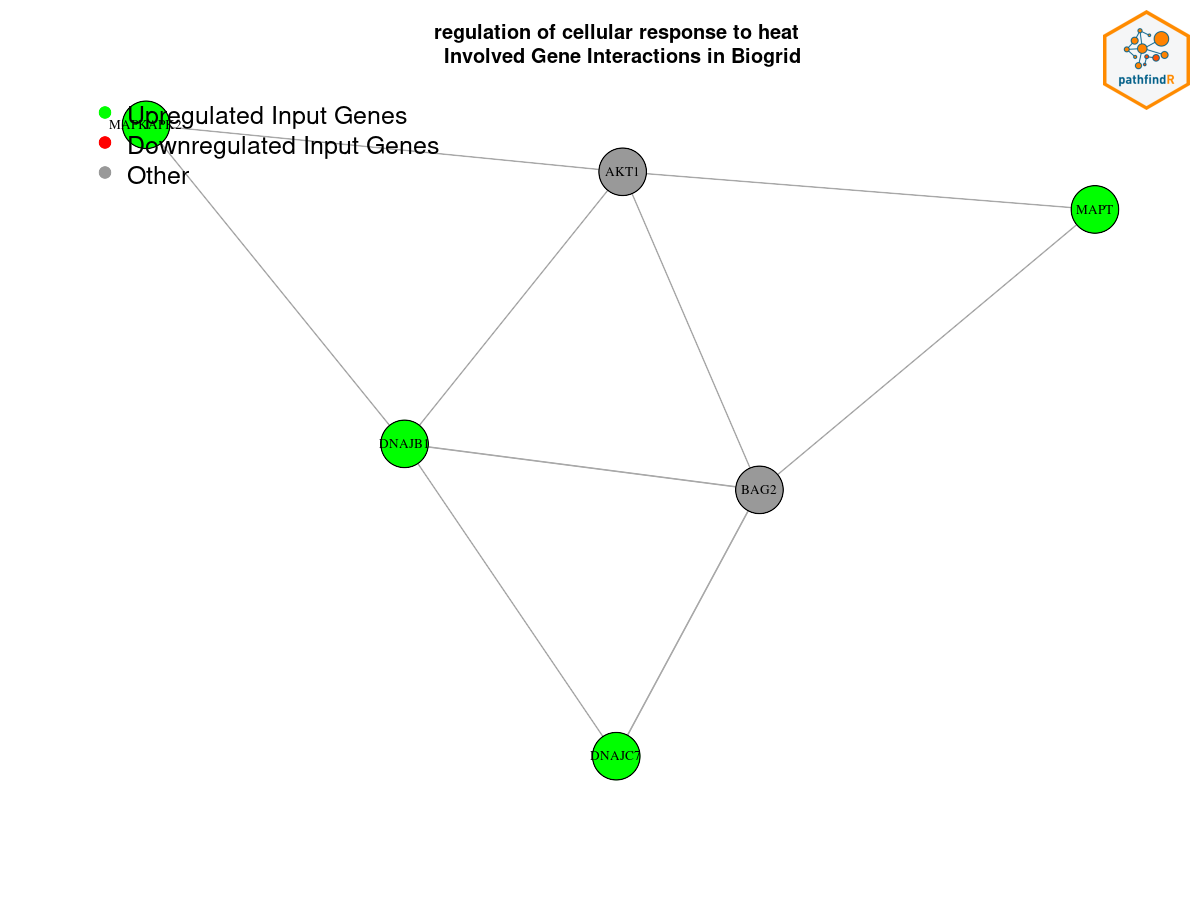 regulation of cellular response to heat
Involved Gene Interactions in Biogrid
pathfindR
Upregulated Input Genes
MAPKAPK2
Downregulated Input Genes
Other
AKT1
MAPT
DNAJB1
BAG2
DNAJC7